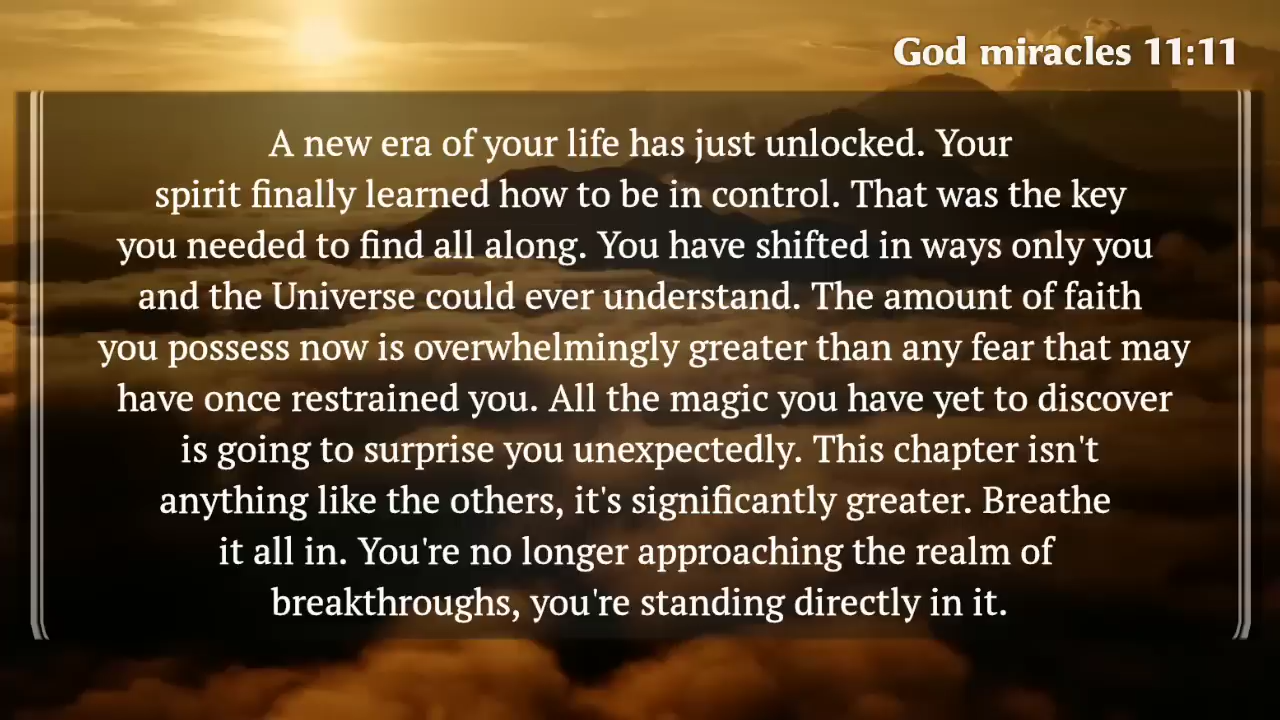 God miracles 11:11
A new era of your life has just unlocked. Your
spirit finally learned how to be in control. That was the key
you needed to find all along. You have shifted in ways only you
and the Universe could ever understand. The amount of faith
you possess now is overwhelmingly greater than any fear that may
have once restrained you. All the magic you have yet to discover
is going to surprise you unexpectedly. This chapter isn't
anything like the others, it's significantly greater. Breathe
it all in. You're no longer approaching the realm of
breakthroughs, you're standing directly in it.